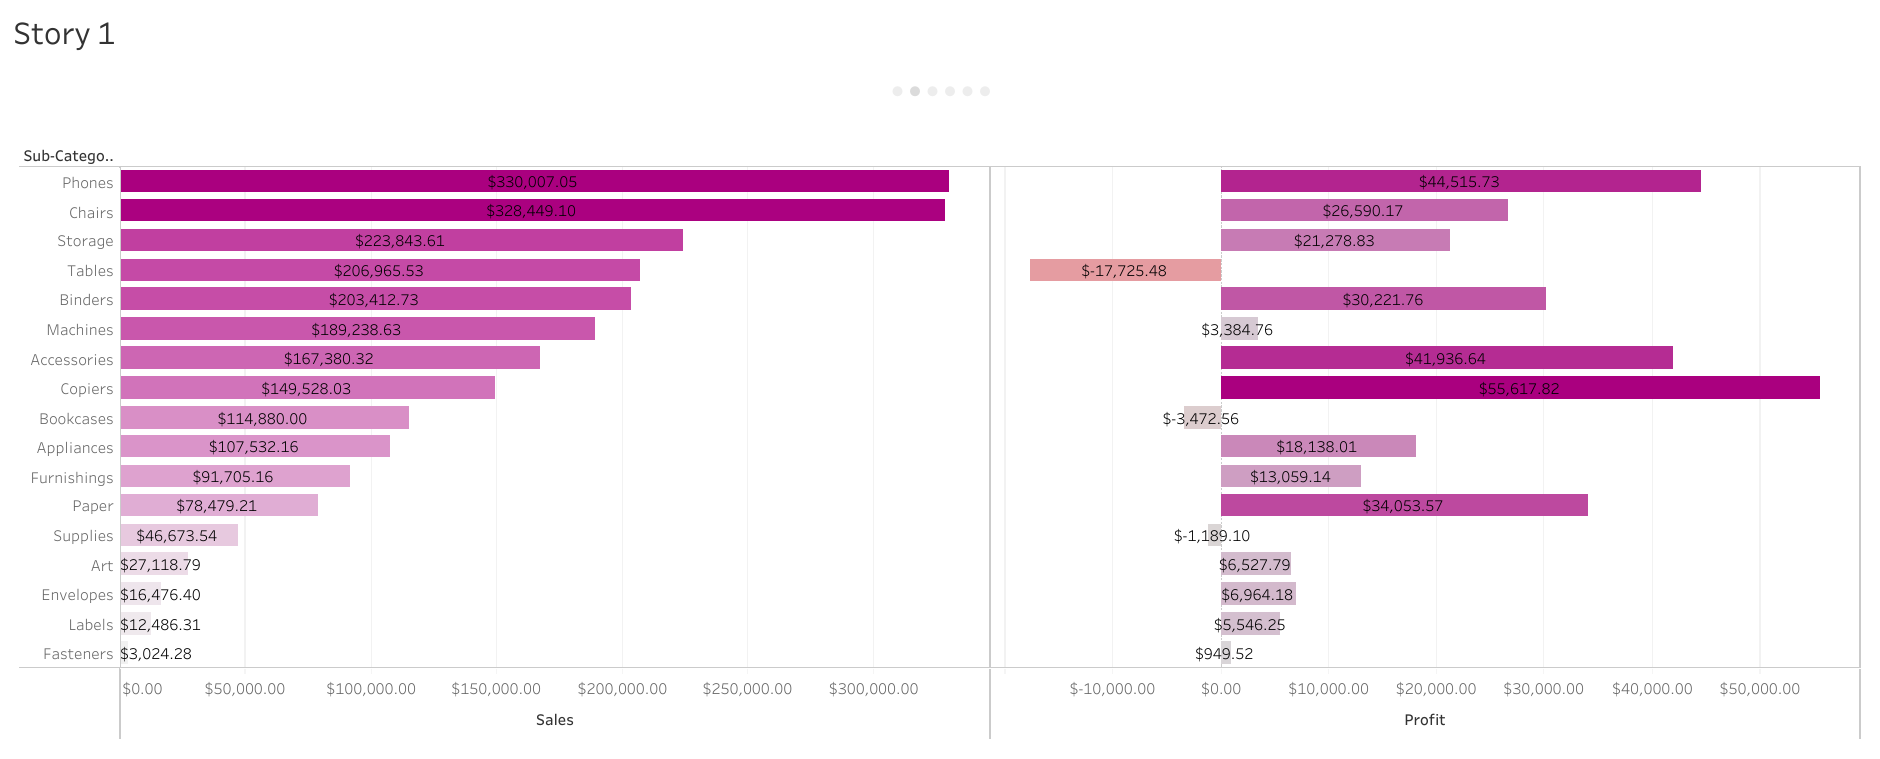 Story 1
Sub-Catego..
Phones $330,007.05 $44,515.73
Chairs $328,449.10 $26,590.17
Storage $223,843.61 $21,278.83
Tables $206,965.53 $-17,725.48
Binders $203,412.73 $30,221.76
Machines $189,238.63 $3,384.76
Accessories $167,380.32 $41,936.64
Copiers $149,528.03 $55,617.82
Bookcases $114,880.00 $-3,472.56
Appliances $107,532.16 $18,138.01
Furnishings $91,705.16 $13,059.14
Paper $78,479.21 $34,053.57
Supplies $46,673.54 $-1,189.10
Art $27,118.79 $6,527.79
Envelopes $16,476.40 $6,964.18
Labels $12,486.31 $5,546.25
Fasteners $3,024.28 $949.52
$0.00 $50,000.00 $100,000.00 $150,000.00 $200,000.00 $250,000.00 $300,000.00 $-10,000.00 $0.00 $10,000.00 $20,000.00 $30,000.00 $40,000.00 $50,000.00
Sales Profit